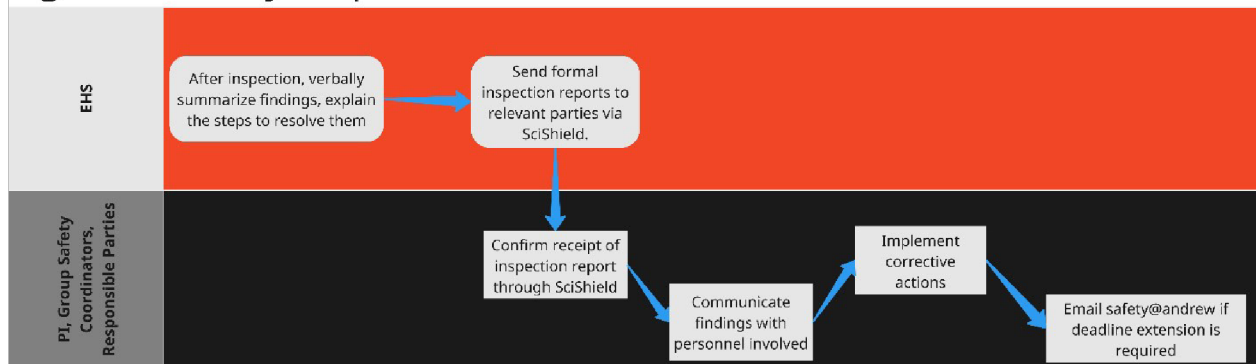 EHS
After inspection, verbally
summarize findings, explain
the steps to resolve them
Send formal
inspection reports to
relevant parties via
SciShield.
PI, Group Safety
Coordinators,
Responsible Parties
Confirm receipt of
inspection report
through SciShield
Communicate
findings with
personnel involved
Implement
corrective
actions
Email safety@andrew if
deadline extension is
required